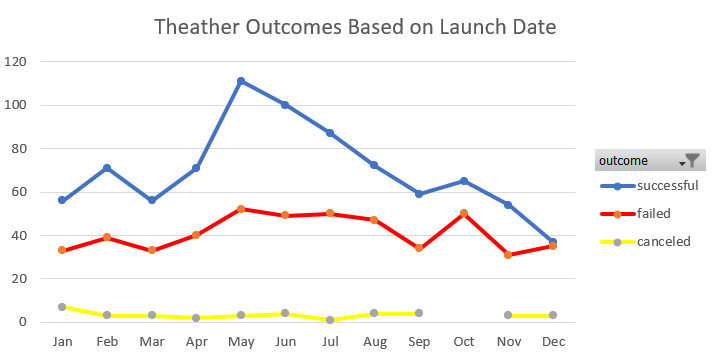 Theather Outcomes Based on Launch Date
120
100
80
60
40
20
0
Jan Feb Mar Apr May Jun Jul Aug Sep Oct Nov Dec
outcome
successful
failed
canceled